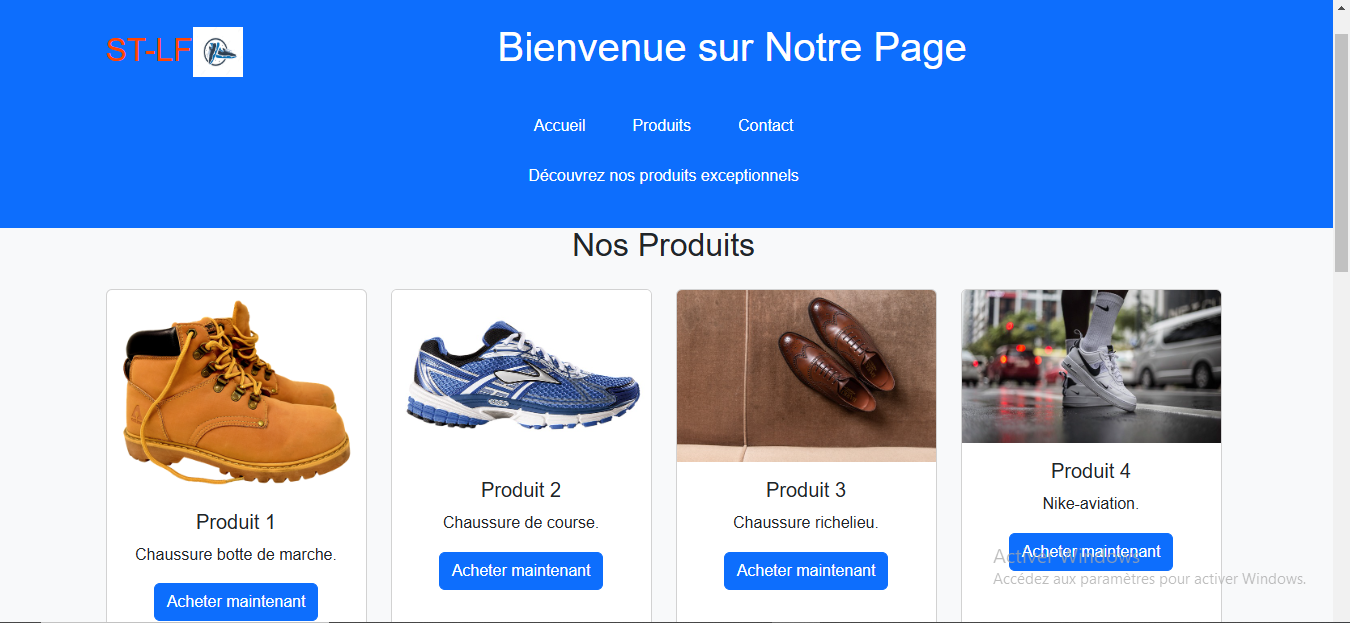 ST-LF
Bienvenue sur Notre Page
Accueil Produits Contact
Découvrez nos produits exceptionnels
Nos Produits
Produit 1
Chaussure botte de marche.
Acheter maintenant
Produit 2
Chaussure de course.
Acheter maintenant
Produit 3
Chaussure richelieu.
Acheter maintenant
Produit 4
Nike-aviation.
Acheter maintenant
Activer Windows
Accédez aux paramètres pour activer Windows.